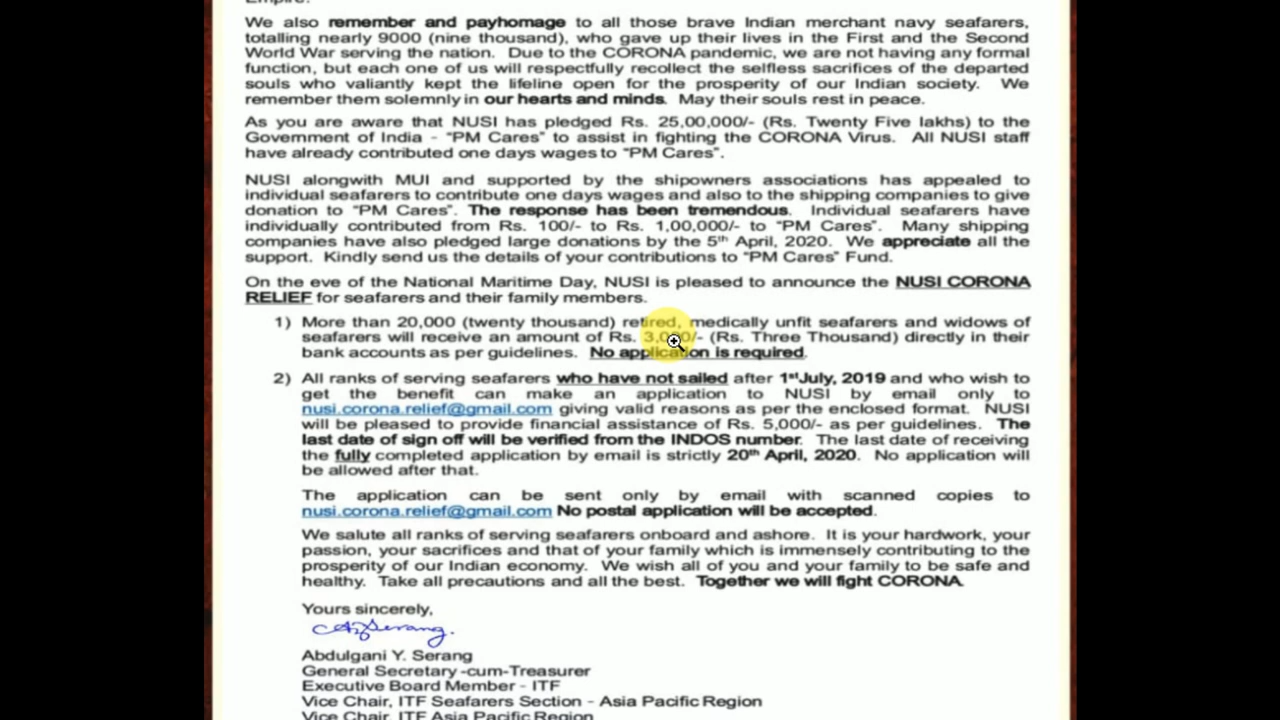 Empire.
We also remember and payhomage to all those brave Indian merchant navy seafarers,
totalling nearly 9000 (nine thousand), who gave up their lives in the First and the Second
World War serving the nation. Due to the CORONA pandemic, we are not having any formal
function, but each one of us will respectfully recollect the selfless sacrifices of the departed
souls who valiantly kept the lifeline open for the prosperity of our Indian society. We
remember them solemnly in our hearts and minds. May their souls rest in peace.
As you are aware that NUSI has pledged Rs. 25,00,000/- (Rs. Twenty Five lakhs) to the
Government of India - "PM Cares" to assist in fighting the CORONA Virus. All NUSI staff
have already contributed one days wages to "PM Cares".
NUSI alongwith MUI and supported by the shipowners associations has appealed to
individual seafarers to contribute one days wages and also to the shipping companies to give
donation to "PM Cares". The response has been tremendous. Individual seafarers have
individually contributed from Rs. 100/- to Rs. 1,00,000/- to "PM Cares". Many shipping
companies have also pledged large donations by the 5th April, 2020. We appreciate all the
support. Kindly send us the details of your contributions to "PM Cares" Fund.
On the eve of the National Maritime Day, NUSI is pleased to announce the NUSI CORONA
RELIEF for seafarers and their family members.
1) More than 20,000 (twenty thousand) retired, medically unfit seafarers and widows of
seafarers will receive an amount of Rs. 3,000/- (Rs. Three Thousand) directly in their
bank accounts as per guidelines. No application is required.
2) All ranks of serving seafarers who have not sailed after 1st July, 2019 and who wish to
get the benefit can make an application to NUSI by email only to
nusi.corona.relief@gmail.com giving valid reasons as per the enclosed format. NUSI
will be pleased to provide financial assistance of Rs. 5,000/- as per guidelines. The
last date of sign off will be verified from the INDOS number. The last date of receiving
the fully completed application by email is strictly 20th April, 2020. No application will
be allowed after that.
The application can be sent only by email with scanned copies to
nusi.corona.relief@gmail.com No postal application will be accepted.
We salute all ranks of serving seafarers onboard and ashore. It is your hardwork, your
passion, your sacrifices and that of your family which is immensely contributing to the
prosperity of our Indian economy. We wish all of you and your family to be safe and
healthy. Take all precautions and all the best. Together we will fight CORONA.
Yours sincerely,
Abdulgani Y. Serang
General Secretary -cum-Treasurer
Executive Board Member - ITF
Vice Chair, ITF Seafarers Section - Asia Pacific Region
Vice Chair, ITF Asia Pacific Region